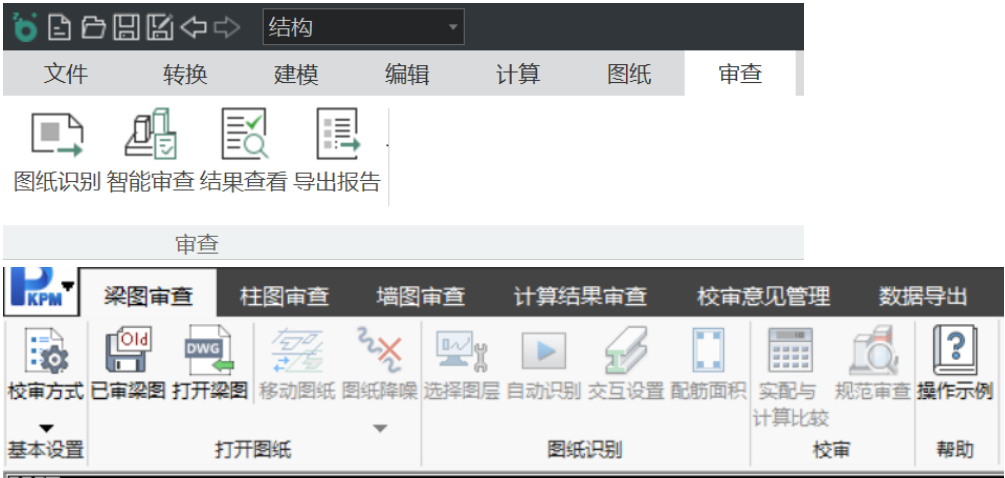 结构
文件 转换 建模 编辑 计算 图纸 审查
图纸识别 智能审查 结果查看 导出报告
审查
PKPM 梁图审查 柱图审查 墙图审查 计算结果审查 校审意见管理 数据导出
Old DWG
校审方式 已审梁图 打开梁图 移动图纸 图纸降噪 选择图层 自动识别 交互设置 配筋面积 实配与 规范审查 操作示例
计算比较
基本设置 打开图纸 图纸识别 校审 帮助